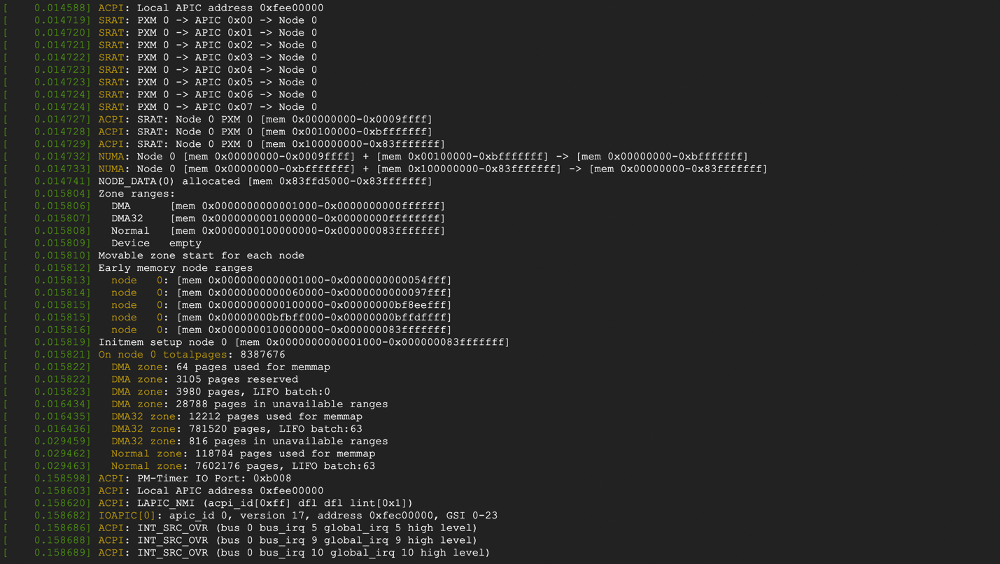 [    0.014588] ACPI: Local APIC address 0xfee00000
[    0.014719] SRAT: PXM 0 -> APIC 0x00 -> Node 0
[    0.014720] SRAT: PXM 0 -> APIC 0x01 -> Node 0
[    0.014721] SRAT: PXM 0 -> APIC 0x02 -> Node 0
[    0.014722] SRAT: PXM 0 -> APIC 0x03 -> Node 0
[    0.014723] SRAT: PXM 0 -> APIC 0x04 -> Node 0
[    0.014723] SRAT: PXM 0 -> APIC 0x05 -> Node 0
[    0.014724] SRAT: PXM 0 -> APIC 0x06 -> Node 0
[    0.014724] SRAT: PXM 0 -> APIC 0x07 -> Node 0
[    0.014727] ACPI: SRAT: Node 0 PXM 0 [mem 0x00000000-0x0009ffff]
[    0.014728] ACPI: SRAT: Node 0 PXM 0 [mem 0x00100000-0xbfffffff]
[    0.014729] ACPI: SRAT: Node 0 PXM 0 [mem 0x100000000-0x83fffffff]
[    0.014732] NUMA: Node 0 [mem 0x00000000-0x0009ffff] + [mem 0x00100000-0xbfffffff] -> [mem 0x00000000-0xbfffffff]
[    0.014733] NUMA: Node 0 [mem 0x00000000-0xbfffffff] + [mem 0x100000000-0x83fffffff] -> [mem 0x00000000-0x83fffffff]
[    0.014741] NODE_DATA(0) allocated [mem 0x83ffd5000-0x83fffffff]
[    0.015804] Zone ranges:
[    0.015806]   DMA      [mem 0x0000000000001000-0x0000000000ffffff]
[    0.015807]   DMA32    [mem 0x0000000001000000-0x00000000ffffffff]
[    0.015808]   Normal   [mem 0x0000000100000000-0x000000083fffffff]
[    0.015809]   Device   empty
[    0.015810] Movable zone start for each node
[    0.015812] Early memory node ranges
[    0.015813]   node   0: [mem 0x0000000000001000-0x0000000000054fff]
[    0.015814]   node   0: [mem 0x0000000000060000-0x0000000000097fff]
[    0.015815]   node   0: [mem 0x0000000000100000-0x00000000bf8eefff]
[    0.015815]   node   0: [mem 0x00000000bfbff000-0x00000000bffdffff]
[    0.015816]   node   0: [mem 0x0000000100000000-0x000000083fffffff]
[    0.015819] Initmem setup node 0 [mem 0x0000000000001000-0x000000083fffffff]
[    0.015821] On node 0 totalpages: 8387676
[    0.015822]   DMA zone: 64 pages used for memmap
[    0.015822]   DMA zone: 3105 pages reserved
[    0.015823]   DMA zone: 3980 pages, LIFO batch:0
[    0.016434]   DMA zone: 28788 pages in unavailable ranges
[    0.016435]   DMA32 zone: 12212 pages used for memmap
[    0.016436]   DMA32 zone: 781520 pages, LIFO batch:63
[    0.029459]   DMA32 zone: 816 pages in unavailable ranges
[    0.029462]   Normal zone: 118784 pages used for memmap
[    0.029463]   Normal zone: 7602176 pages, LIFO batch:63
[    0.158598] ACPI: PM-Timer IO Port: 0xb008
[    0.158603] ACPI: Local APIC address 0xfee00000
[    0.158620] ACPI: LAPIC_NMI (acpi_id[0xff] dfl dfl lint[0x1])
[    0.158682] IOAPIC[0]: apic_id 0, version 17, address 0xfec00000, GSI 0-23
[    0.158686] ACPI: INT_SRC_OVR (bus 0 bus_irq 5 global_irq 5 high level)
[    0.158688] ACPI: INT_SRC_OVR (bus 0 bus_irq 9 global_irq 9 high level)
[    0.158689] ACPI: INT_SRC_OVR (bus 0 bus_irq 10 global_irq 10 high level)